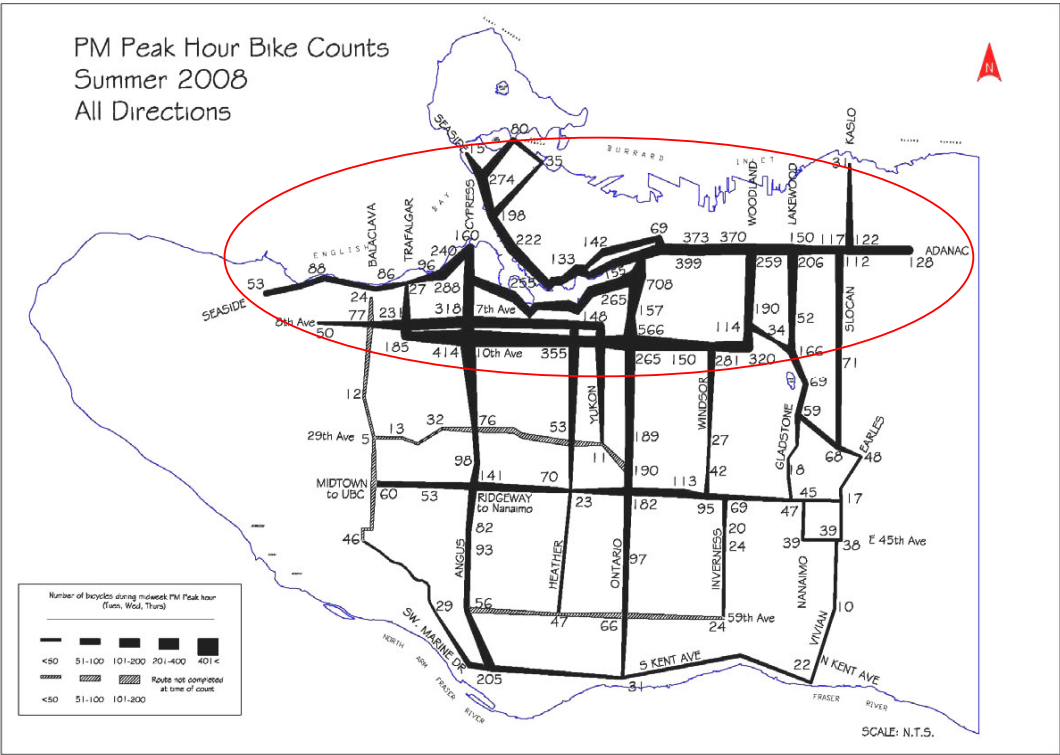 PM Peak Hour Bike Counts
Summer 2008
All Directions
N
SEASIDE
80
15
35
KASLO
31
BURRARD INLET
274
198
CYPRESS
BAY
ENGLISH
BALACLAVA
TRAFALGAR
WOODLAND
LAKEWOOD
69
160
222
142
373 370 150 117 122
ADANAC
240
133
155
399
259 206 112
128
53
88
86
96
27
288
255
265
708
SEASIDE
24
77
231
318
7th Ave
148
157
190
52
SLOCAN
8th Ave
50
185
414
10th Ave
355
566
114
34
166
265 150 281 320
71
12
YUKON
WINDSOR
69
59
29th Ave
5
13
32
76
53
11
189
27
GLADSTONE
EARLES
68
48
98
190
42
18
MIDTOWN
to UBC
60
53
141
RIDGEWAY
to Nanaimo
70
23
182
113
95
69
47
45
17
46
82
93
ANGUS
HEATHER
ONTARIO
97
INVERNESS
20
24
39
39
38
E 45th Ave
NANAIMO
29
56
47
66
24
59th Ave
VIVIAN
10
SW. MARINE DR
205
31
S KENT AVE
22
N KENT AVE
NORTH ARM
FRASER
RIVER
FRASER RIVER
Number of bicycles during midweek PM Peak hour
(Tues, Wed, Thurs)
<50 51-100 101-200 201-400 401<
Route not completed
at time of count
<50 51-100 101-200
SCALE: N.T.S.